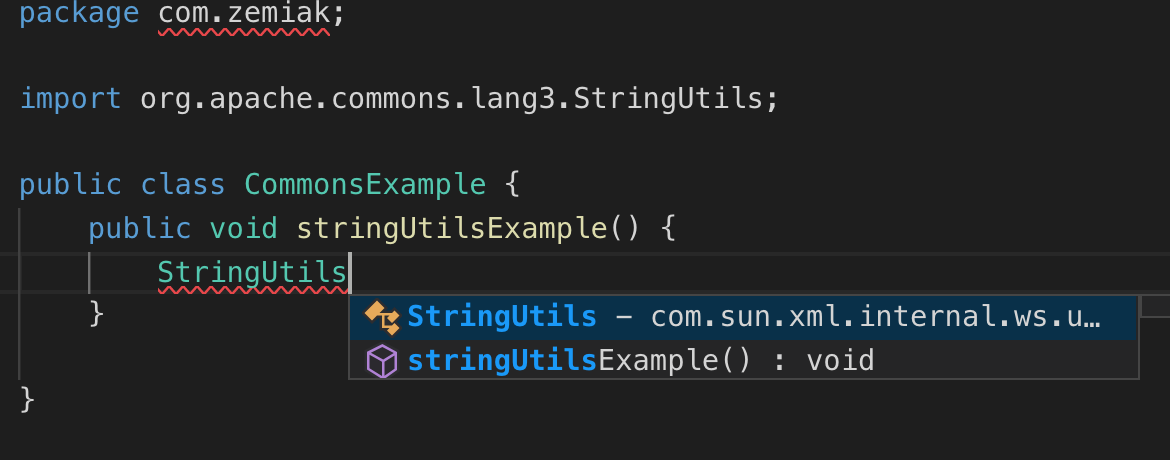 package com.zemiak;
import org.apache.commons.lang3.StringUtils;
public class CommonsExample {
public void stringUtilsExample() {
StringUtils
}
StringUtils – com.sun.xml.internal.ws.u…
stringUtilsExample() : void
}